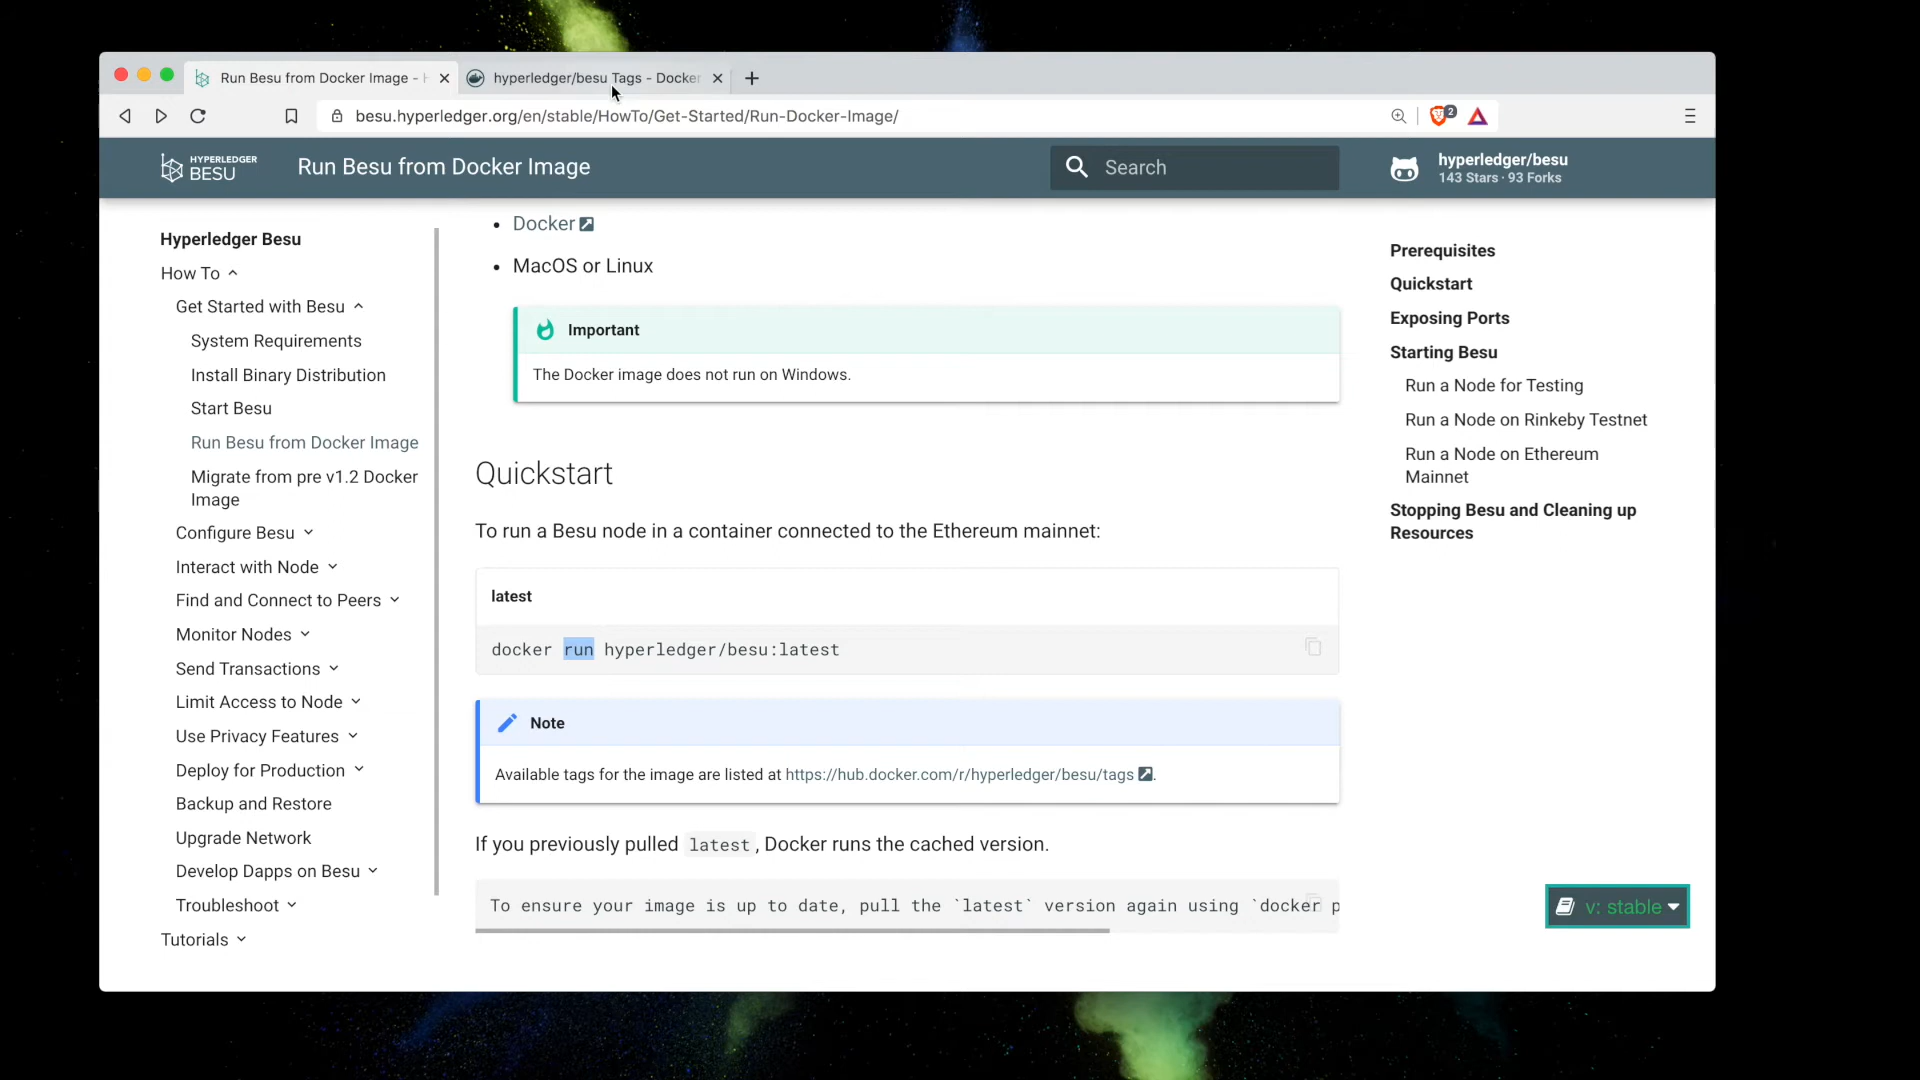 Run Besu from Docker Image -
hyperledger/besu Tags - Docker
besu.hyperledger.org/en/stable/HowTo/Get-Started/Run-Docker-Image/
2
HYPERLEDGER
BESU
Run Besu from Docker Image
Search
hyperledger/besu
143 Stars · 93 Forks
Hyperledger Besu
How To
Get Started with Besu
System Requirements
Install Binary Distribution
Start Besu
Run Besu from Docker Image
Migrate from pre v1.2 Docker
Image
Configure Besu
Interact with Node
Find and Connect to Peers
Monitor Nodes
Send Transactions
Limit Access to Node
Use Privacy Features
Deploy for Production
Backup and Restore
Upgrade Network
Develop Dapps on Besu
Troubleshoot
Tutorials
• Docker
• MacOS or Linux
Important
The Docker image does not run on Windows.
Quickstart
To run a Besu node in a container connected to the Ethereum mainnet:
latest
docker run hyperledger/besu:latest
Note
Available tags for the image are listed at https://hub.docker.com/r/hyperledger/besu/tags .
If you previously pulled latest , Docker runs the cached version.
To ensure your image is up to date, pull the `latest` version again using `docker p
Prerequisites
Quickstart
Exposing Ports
Starting Besu
Run a Node for Testing
Run a Node on Rinkeby Testnet
Run a Node on Ethereum
Mainnet
Stopping Besu and Cleaning up
Resources
v: stable